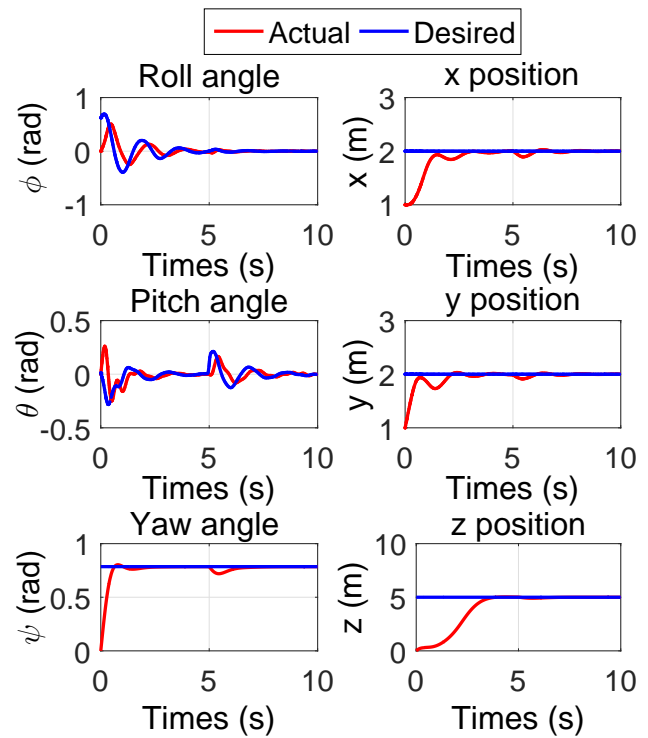 Actual Desired
Roll angle
x position
ϕ (rad)
1
0
-1
0 5 10
Times (s)
x (m)
3
2
1
0 5 10
Times (s)
Pitch angle
y position
θ (rad)
0.5
0
-0.5
0 5 10
Times (s)
y (m)
3
2
1
0 5 10
Times (s)
Yaw angle
z position
ψ (rad)
1
0.5
0
0 5 10
Times (s)
z (m)
10
5
0
0 5 10
Times (s)